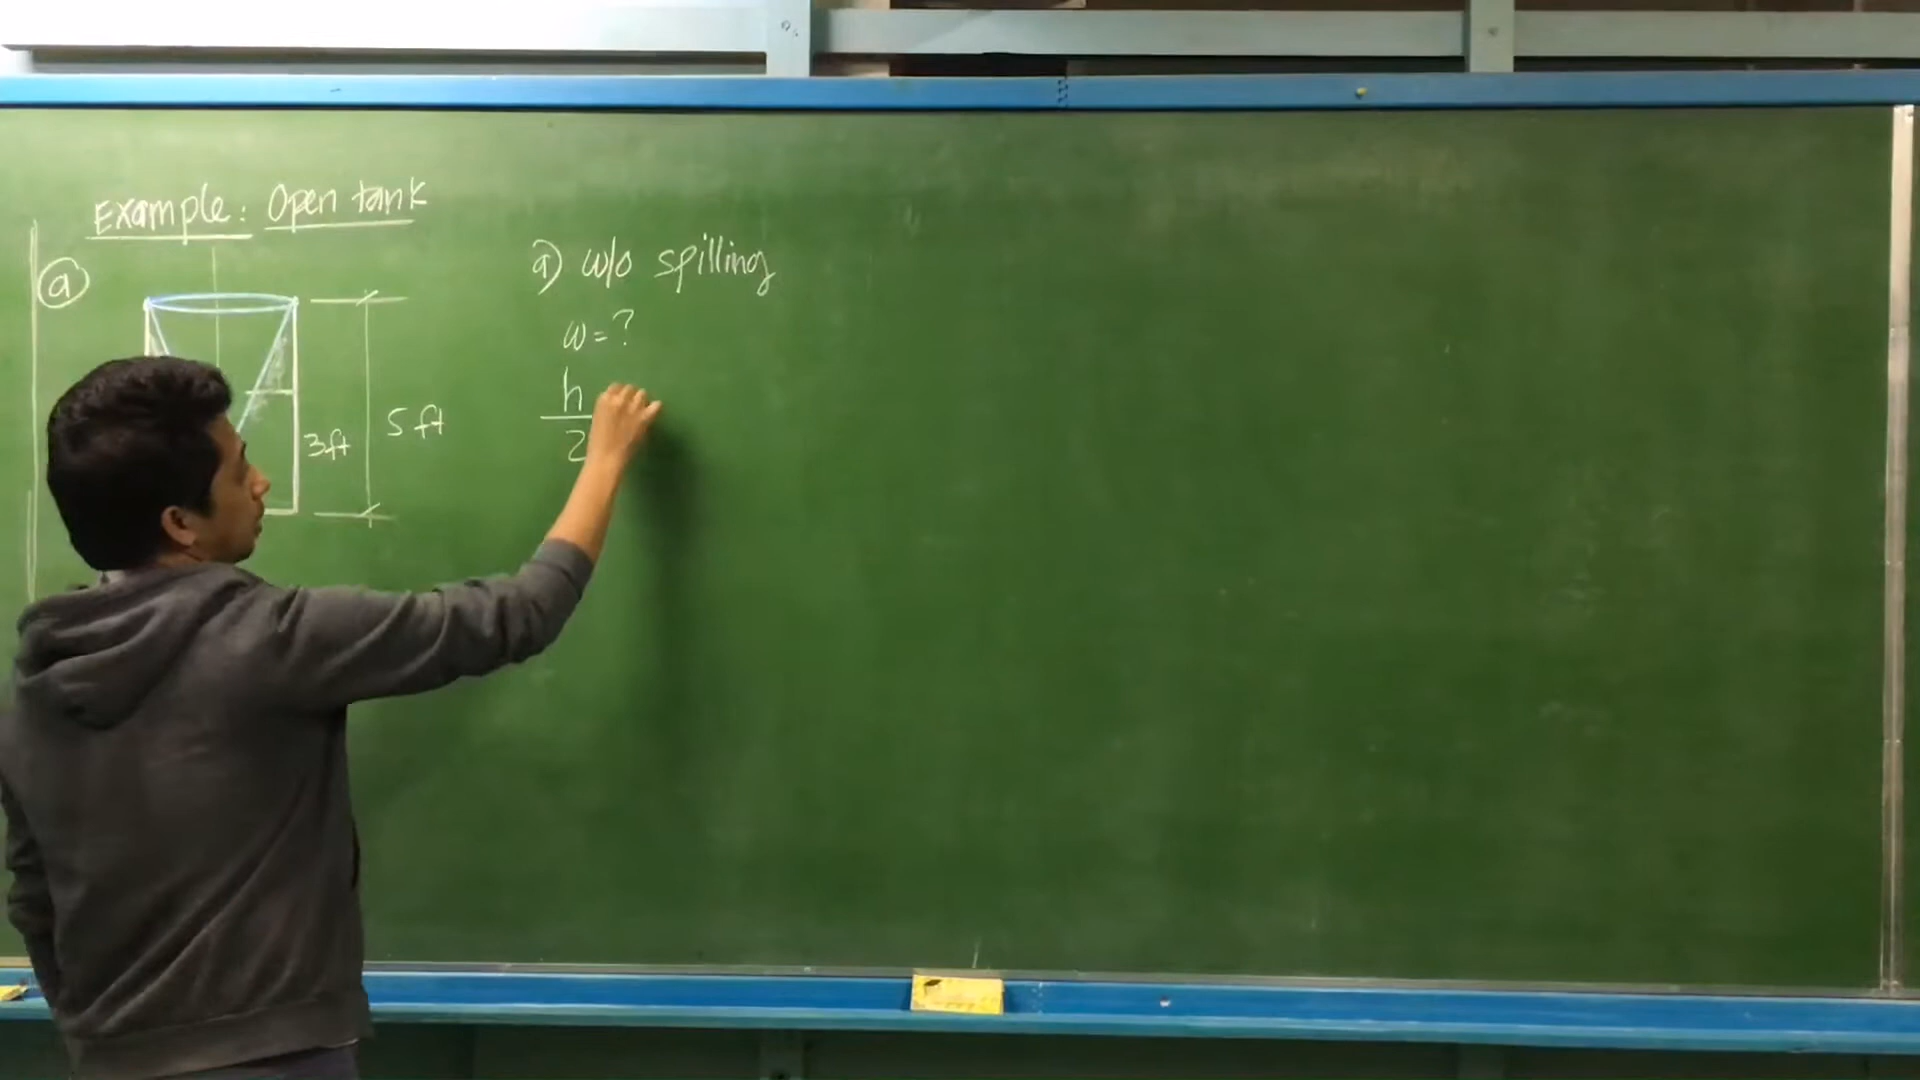 Example: Open tank
a
3ft
5 ft
a) w/o spilling
ω = ?
h
2